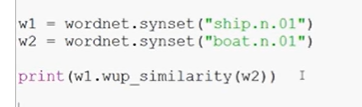 w1 = wordnet.synset("ship.n.01")
w2 = wordnet.synset("boat.n.01")
print(w1.wup_similarity(w2))